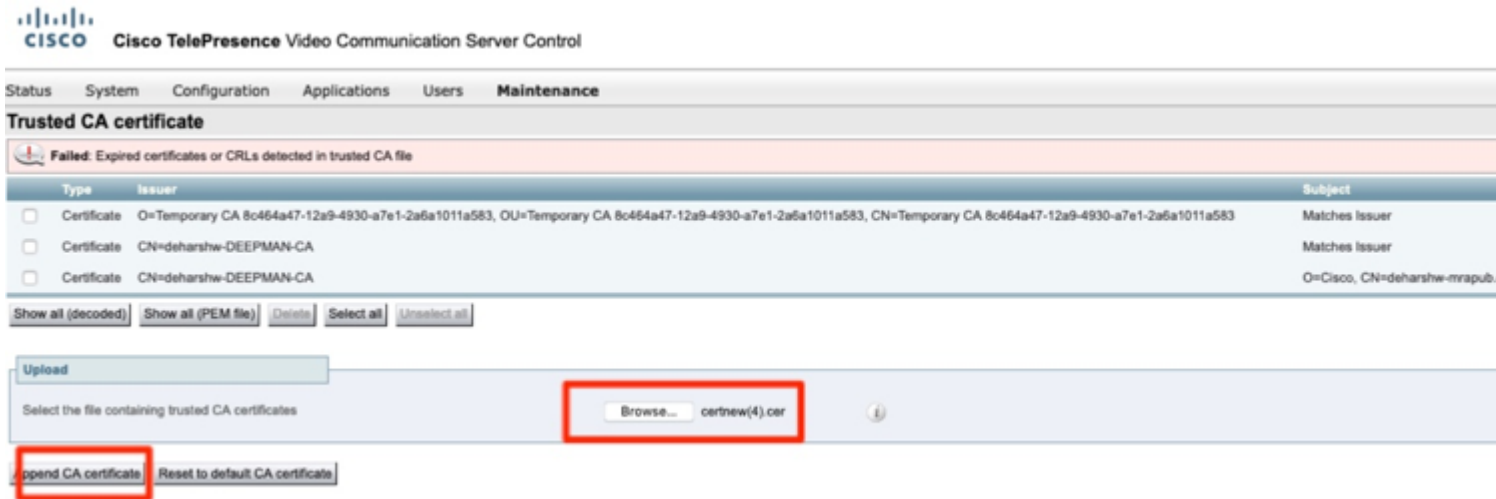 CISCO Cisco TelePresence Video Communication Server Control
Status System Configuration Applications Users Maintenance
Trusted CA certificate
Failed: Expired certificates or CRLs detected in trusted CA file
Type Issuer Subject
Certificate O=Temporary CA 8c464a47-12a9-4930-a7e1-2a6a1011a583, OU=Temporary CA 8c464a47-12a9-4930-a7e1-2a6a1011a583, CN=Temporary CA 8c464a47-12a9-4930-a7e1-2a6a1011a583 Matches Issuer
Certificate CN=deharshw-DEEPMAN-CA Matches Issuer
Certificate CN=deharshw-DEEPMAN-CA O=Cisco, CN=deharshw-mrapub.
Show all (decoded) Show all (PEM file) Delete Select all Unselect all
Upload
Select the file containing trusted CA certificates Browse... certnew(4).cer i
Append CA certificate Reset to default CA certificate